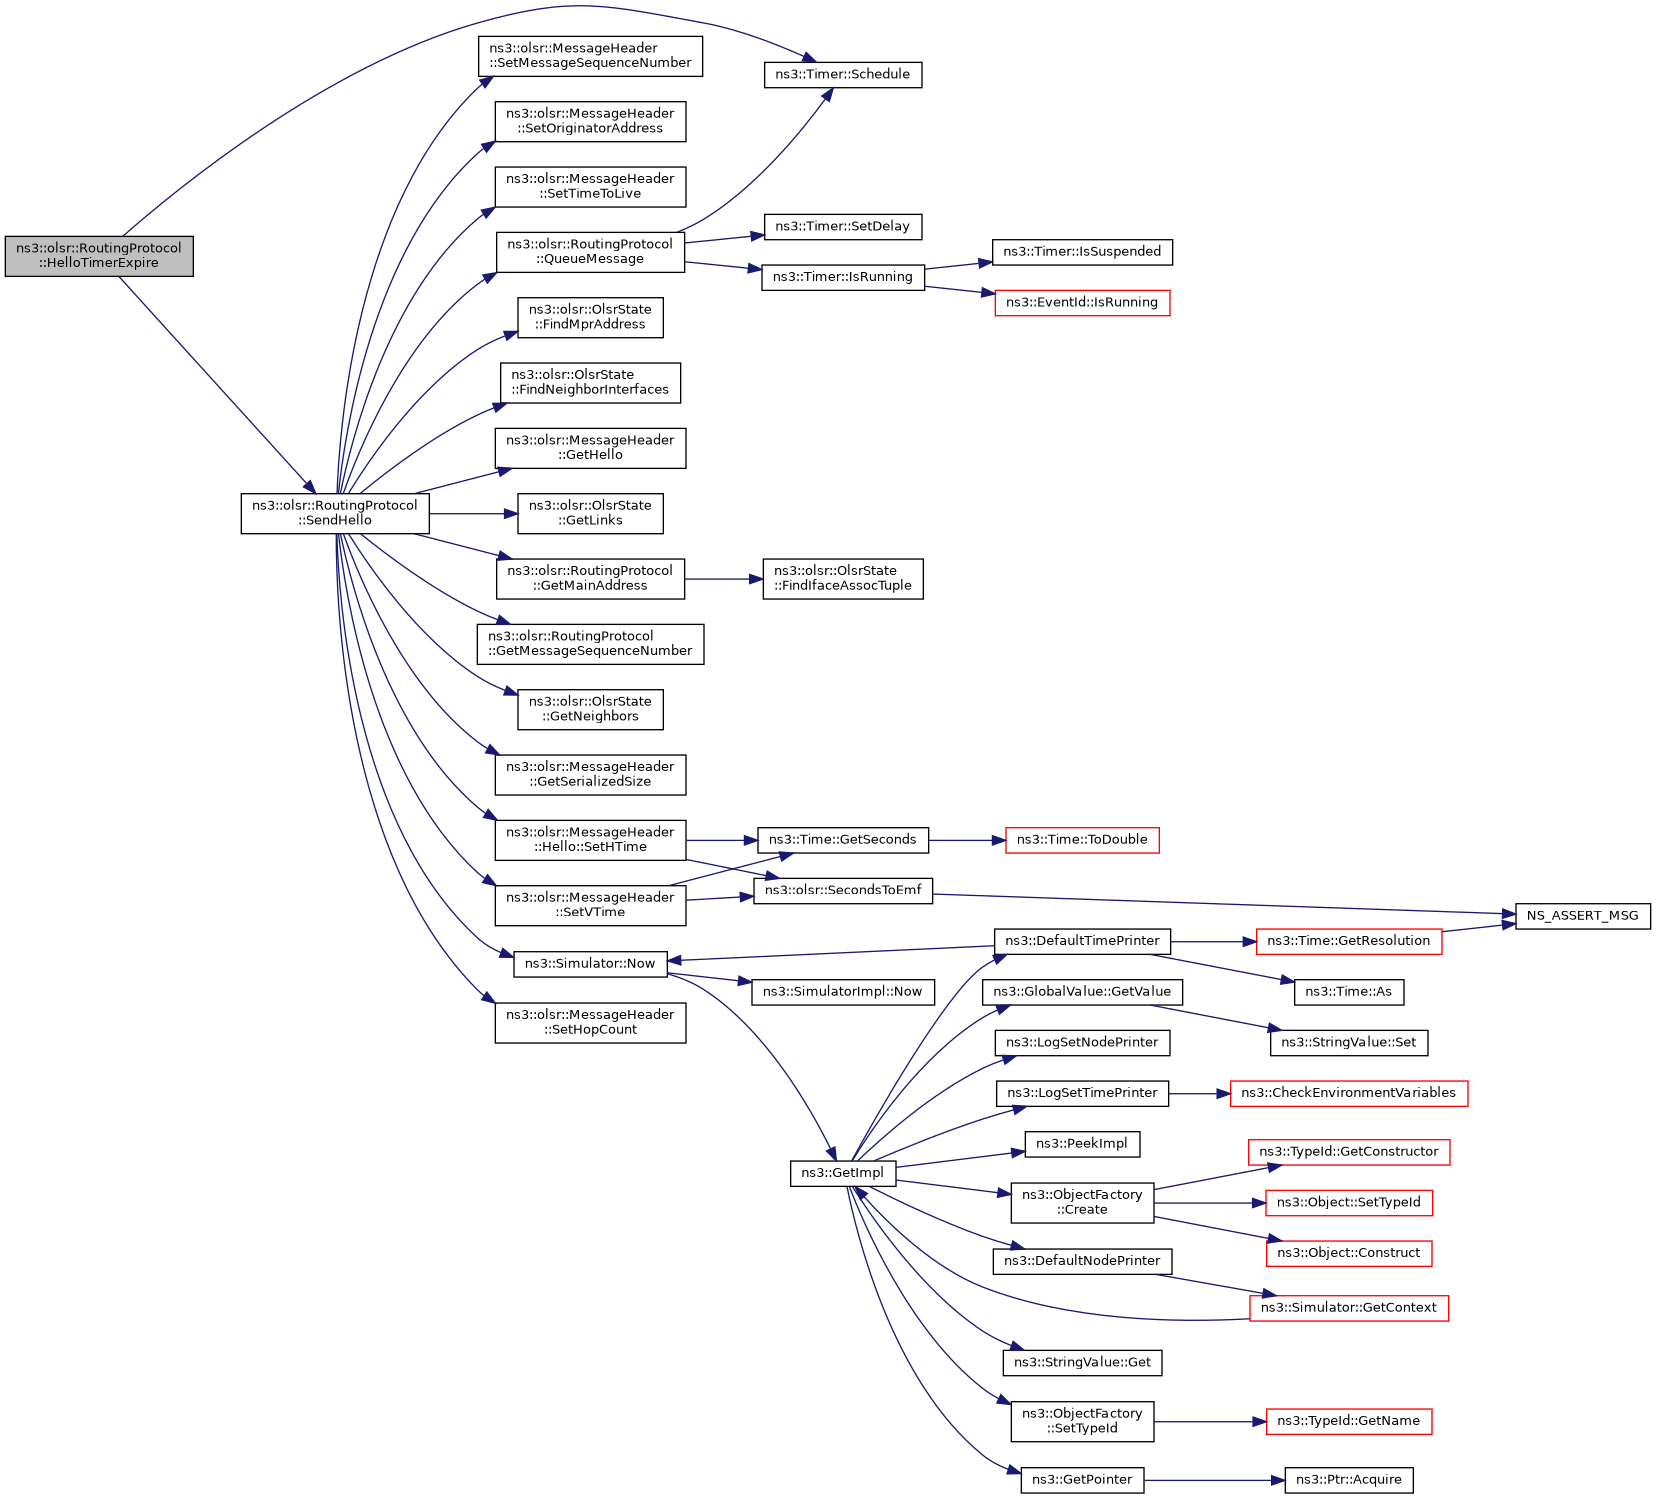 ns3::olsr::RoutingProtocol
::HelloTimerExpire
ns3::olsr::RoutingProtocol
::SendHello
ns3::olsr::MessageHeader
::SetMessageSequenceNumber
ns3::olsr::MessageHeader
::SetOriginatorAddress
ns3::olsr::MessageHeader
::SetTimeToLive
ns3::olsr::RoutingProtocol
::QueueMessage
ns3::olsr::OlsrState
::FindMprAddress
ns3::olsr::OlsrState
::FindNeighborInterfaces
ns3::olsr::MessageHeader
::GetHello
ns3::olsr::OlsrState
::GetLinks
ns3::olsr::RoutingProtocol
::GetMainAddress
ns3::olsr::RoutingProtocol
::GetMessageSequenceNumber
ns3::olsr::OlsrState
::GetNeighbors
ns3::olsr::MessageHeader
::GetSerializedSize
ns3::olsr::MessageHeader
::Hello::SetHTime
ns3::olsr::MessageHeader
::SetVTime
ns3::Simulator::Now
ns3::olsr::MessageHeader
::SetHopCount
ns3::Timer::Schedule
ns3::Timer::SetDelay
ns3::Timer::IsRunning
ns3::olsr::OlsrState
::FindIfaceAssocTuple
ns3::Time::GetSeconds
ns3::olsr::SecondsToEmf
ns3::SimulatorImpl::Now
ns3::GetImpl
ns3::Timer::IsSuspended
ns3::EventId::IsRunning
ns3::Time::ToDouble
ns3::DefaultTimePrinter
ns3::GlobalValue::GetValue
ns3::LogSetNodePrinter
ns3::LogSetTimePrinter
ns3::PeekImpl
ns3::ObjectFactory
::Create
ns3::DefaultNodePrinter
ns3::StringValue::Get
ns3::ObjectFactory
::SetTypeId
ns3::GetPointer
ns3::Time::GetResolution
ns3::Time::As
ns3::StringValue::Set
ns3::CheckEnvironmentVariables
ns3::TypeId::GetConstructor
ns3::Object::SetTypeId
ns3::Object::Construct
ns3::Simulator::GetContext
ns3::TypeId::GetName
ns3::Ptr::Acquire
NS_ASSERT_MSG